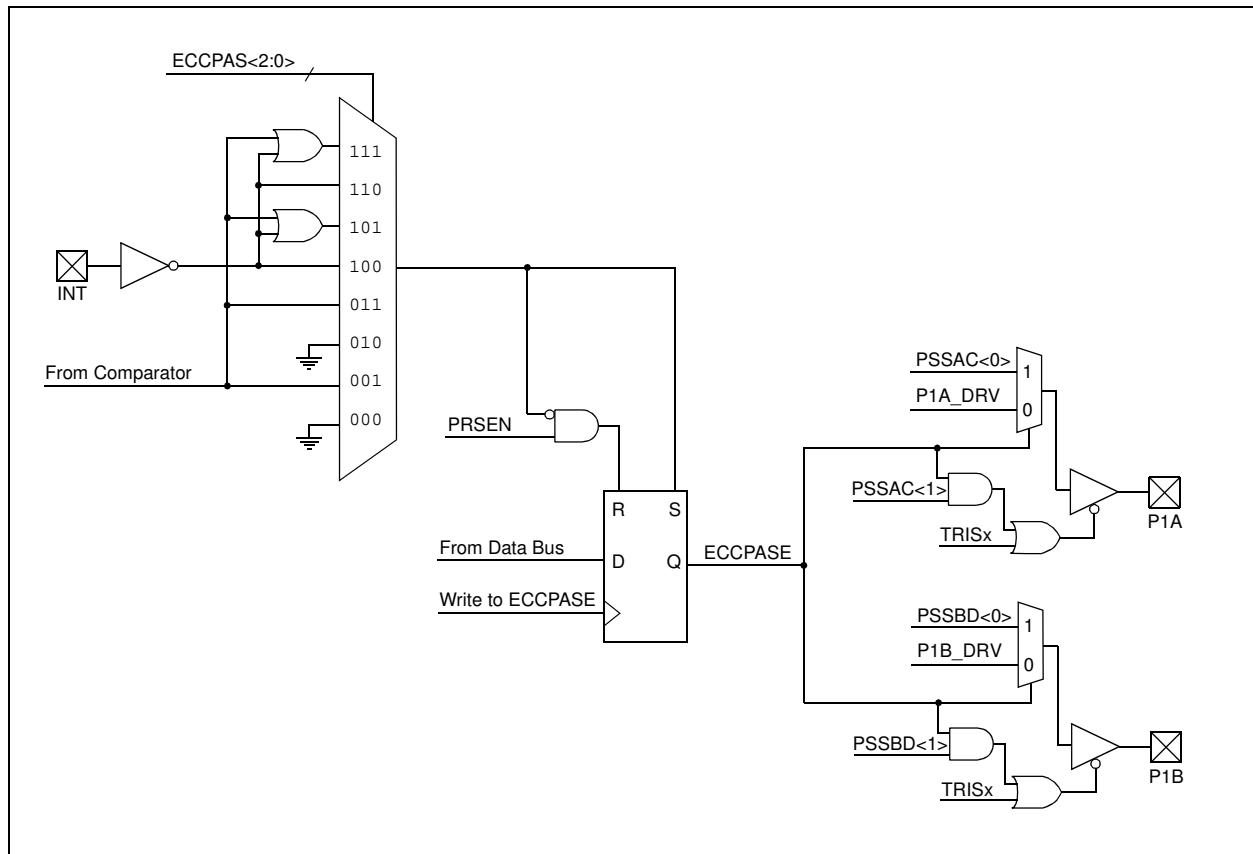 ECCPAS<2:0>
111
110
101
100
011
010
001
000
INT
From Comparator
PRSEN
R
S
From Data Bus
D
Q
ECCPASE
Write to ECCPASE
PSSAC<0>
1
P1A_DRV
0
PSSAC<1>
TRISx
P1A
PSSBD<0>
1
P1B_DRV
0
PSSBD<1>
TRISx
P1B